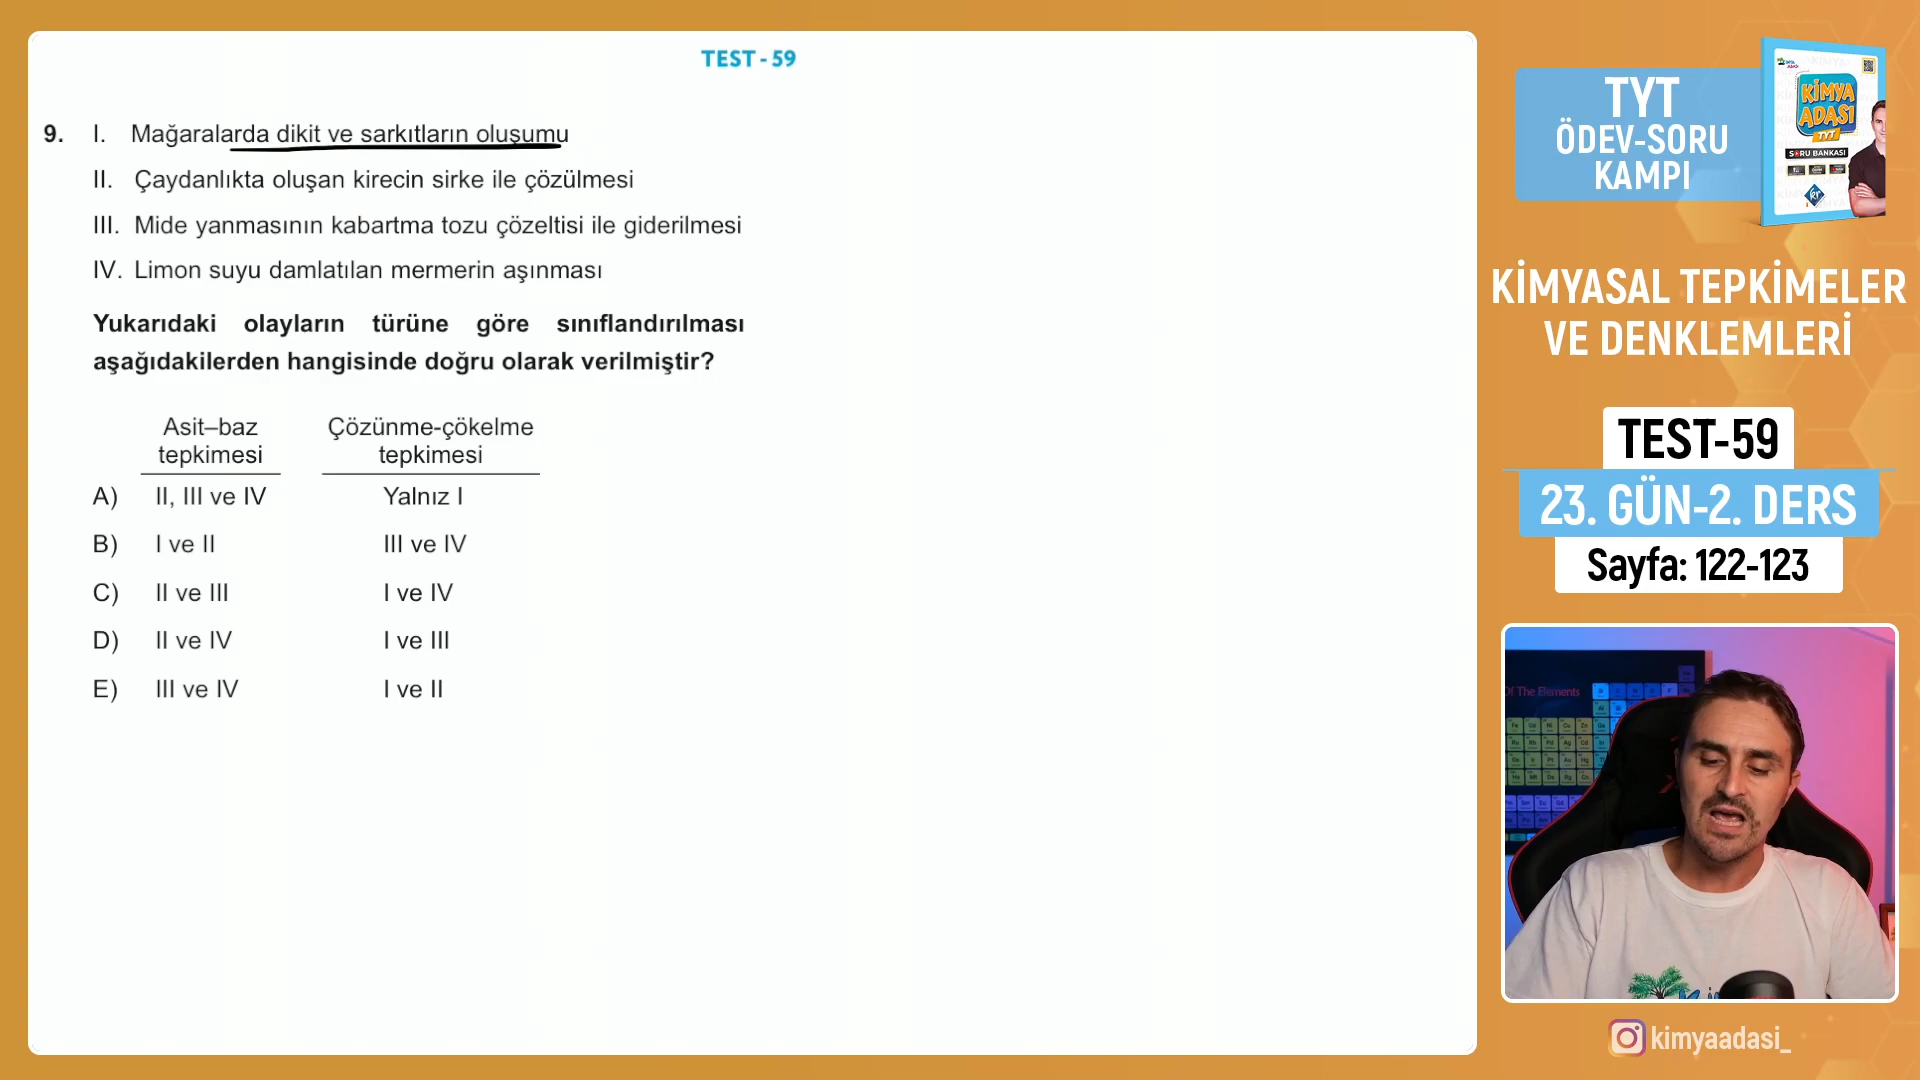 TEST - 59
9. I. Mağaralarda dikit ve sarkıtların oluşumu
II. Çaydanlıkta oluşan kirecin sirke ile çözülmesi
III. Mide yanmasının kabartma tozu çözeltisi ile giderilmesi
IV. Limon suyu damlatılan mermerin aşınması
Yukarıdaki olayların türüne göre sınıflandırılması
aşağıdakilerden hangisinde doğru olarak verilmiştir?
Asit–baz Çözünme-çökelme
tepkimesi tepkimesi
A) II, III ve IV Yalnız I
B) I ve II III ve IV
C) II ve III I ve IV
D) II ve IV I ve III
E) III ve IV I ve II
TYT
ÖDEV-SORU
KAMPI
KİMYA
ADASI
TYT
SORU BANKASI
kr
KİMYASAL TEPKİMELER
VE DENKLEMLERİ
TEST-59
23. GÜN-2. DERS
Sayfa: 122-123
Of The Elements
kimyaadasi_